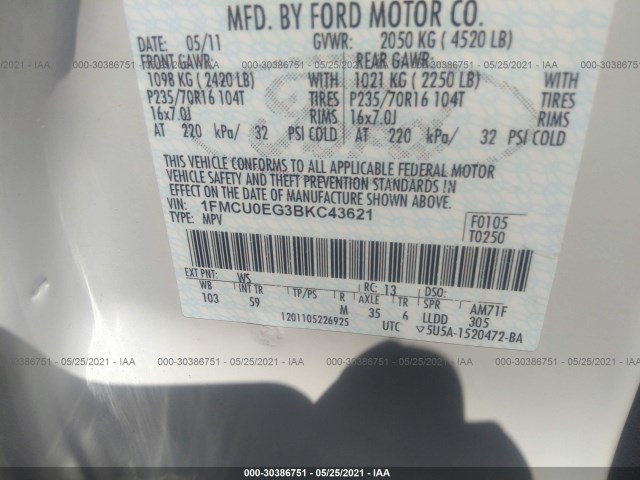 MFD. BY FORD MOTOR CO.
DATE: 05/11 GVWR: 2050 KG ( 4520 LB)
FRONT GAWR: REAR GAWR:
1098 KG ( 2420 LB) WITH 1021 KG ( 2250 LB) WITH
P235/70R16 104T TIRES P235/70R16 104T TIRES
16x7.0J RIMS 16x7.0J RIMS
AT 220 kPa/ 32 PSI COLD AT 220 kPa/ 32 PSI COLD
THIS VEHICLE CONFORMS TO ALL APPLICABLE FEDERAL MOTOR
VEHICLE SAFETY AND THEFT PREVENTION STANDARDS IN
EFFECT ON THE DATE OF MANUFACTURE SHOWN ABOVE.
VIN: 1FMCU0EG3BKC43621 F0105
TYPE: MPV T0250
EXT PNT: WS RC: 13 DSO: AM71F
WB INT TR TP/PS R AXLE TR SPR
103 59 M 35 6 LLDD 305
1201105226925 UTC ▽5U5A-1520472-BA
000-30386751 - 05/25/2021 - IAA